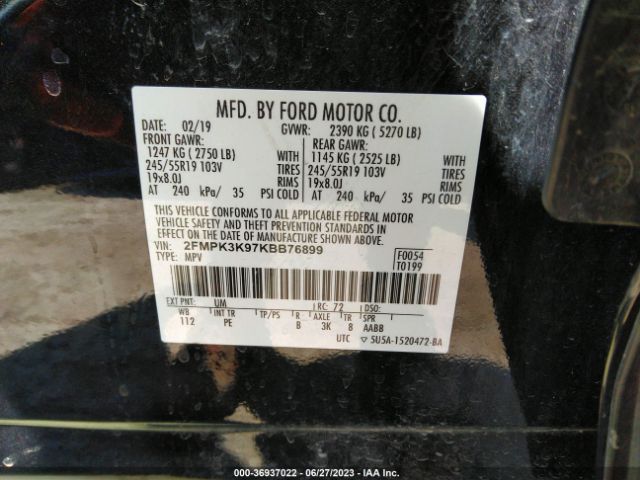 MFD. BY FORD MOTOR CO.
DATE: 02/19 GVWR: 2390 KG ( 5270 LB)
FRONT GAWR: REAR GAWR:
1247 KG ( 2750 LB) WITH 1145 KG ( 2525 LB) WITH
245/55R19 103V TIRES 245/55R19 103V TIRES
19x8.0J RIMS 19x8.0J RIMS
AT 240 kPa/ 35 PSI COLD AT 240 kPa/ 35 PSI COLD
THIS VEHICLE CONFORMS TO ALL APPLICABLE FEDERAL MOTOR
VEHICLE SAFETY AND THEFT PREVENTION STANDARDS IN
EFFECT ON THE DATE OF MANUFACTURE SHOWN ABOVE.
VIN: 2FMPK3K97KBB76899 F0054
TYPE: MPV T0199
EXT PNT: UM RC: 72 DSO:
WB INT TR TP/PS R AXLE TR SPR
112 PE B 3K 8 AABB
UTC 5U5A-1520472-BA
000-36937022 - 06/27/2023 - IAA Inc.